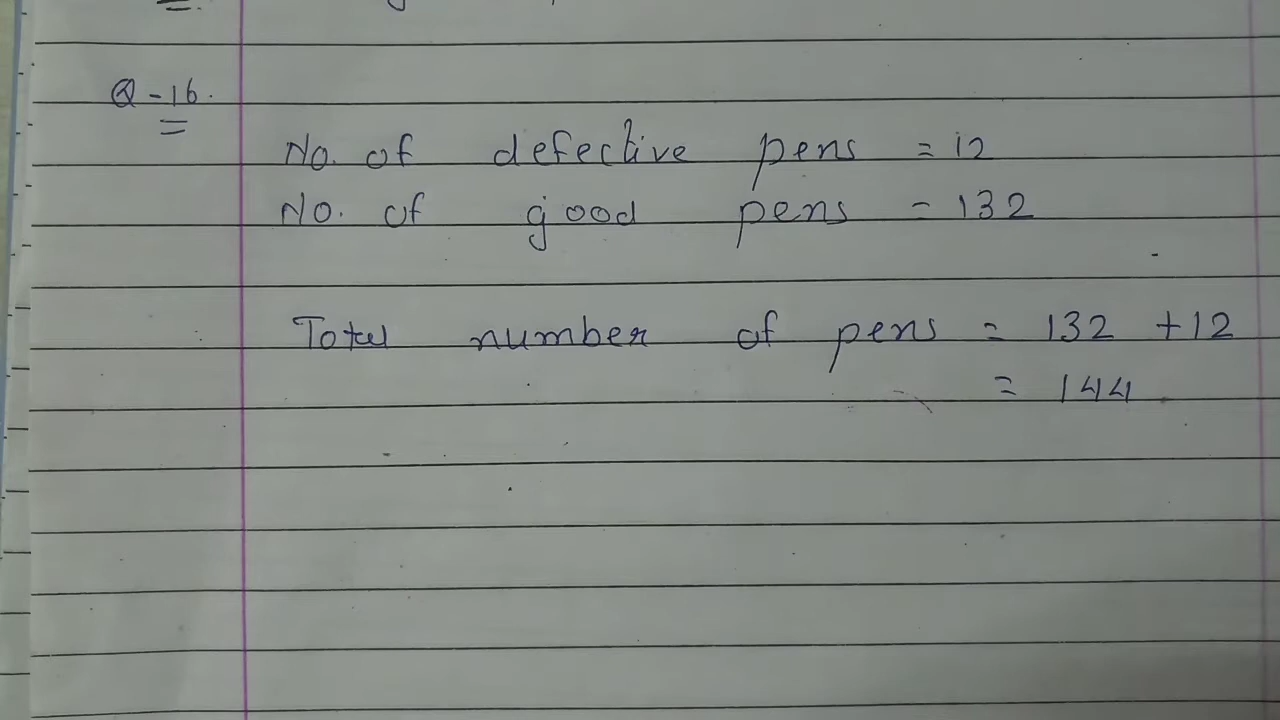 Q-16.
No. of defective pens = 12
No. of good pens - 132
Total number of pens = 132 +12
= 144